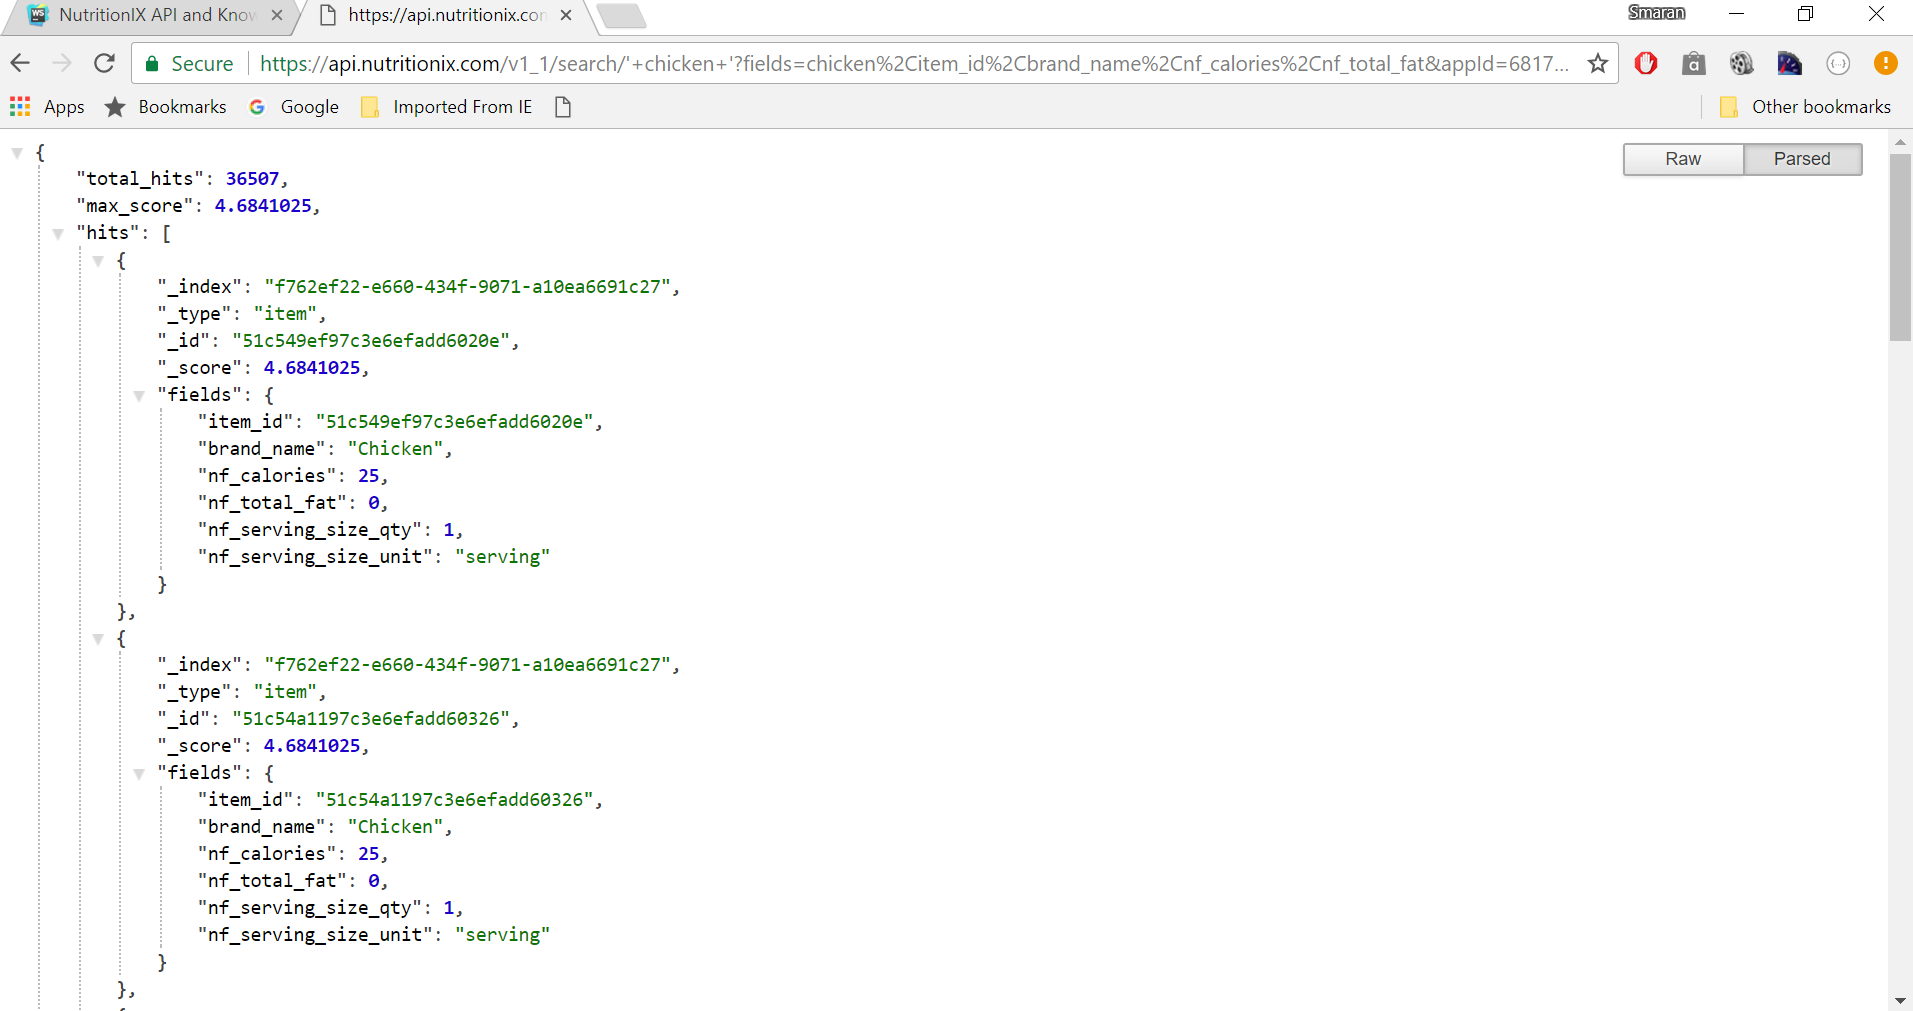 NutritionIX API and Know
https://api.nutritionix.con
Smaran
Secure
https://api.nutritionix.com/v1_1/search/'+chicken+'?fields=chicken%2Citem_id%2Cbrand_name%2Cnf_calories%2Cnf_total_fat&appId=6817...
Apps Bookmarks Google Imported From IE Other bookmarks
Raw Parsed
{
"total_hits": 36507,
"max_score": 4.6841025,
"hits": [
{
"_index": "f762ef22-e660-434f-9071-a10ea6691c27",
"_type": "item",
"_id": "51c549ef97c3e6efadd6020e",
"_score": 4.6841025,
"fields": {
"item_id": "51c549ef97c3e6efadd6020e",
"brand_name": "Chicken",
"nf_calories": 25,
"nf_total_fat": 0,
"nf_serving_size_qty": 1,
"nf_serving_size_unit": "serving"
}
},
{
"_index": "f762ef22-e660-434f-9071-a10ea6691c27",
"_type": "item",
"_id": "51c54a1197c3e6efadd60326",
"_score": 4.6841025,
"fields": {
"item_id": "51c54a1197c3e6efadd60326",
"brand_name": "Chicken",
"nf_calories": 25,
"nf_total_fat": 0,
"nf_serving_size_qty": 1,
"nf_serving_size_unit": "serving"
}
},